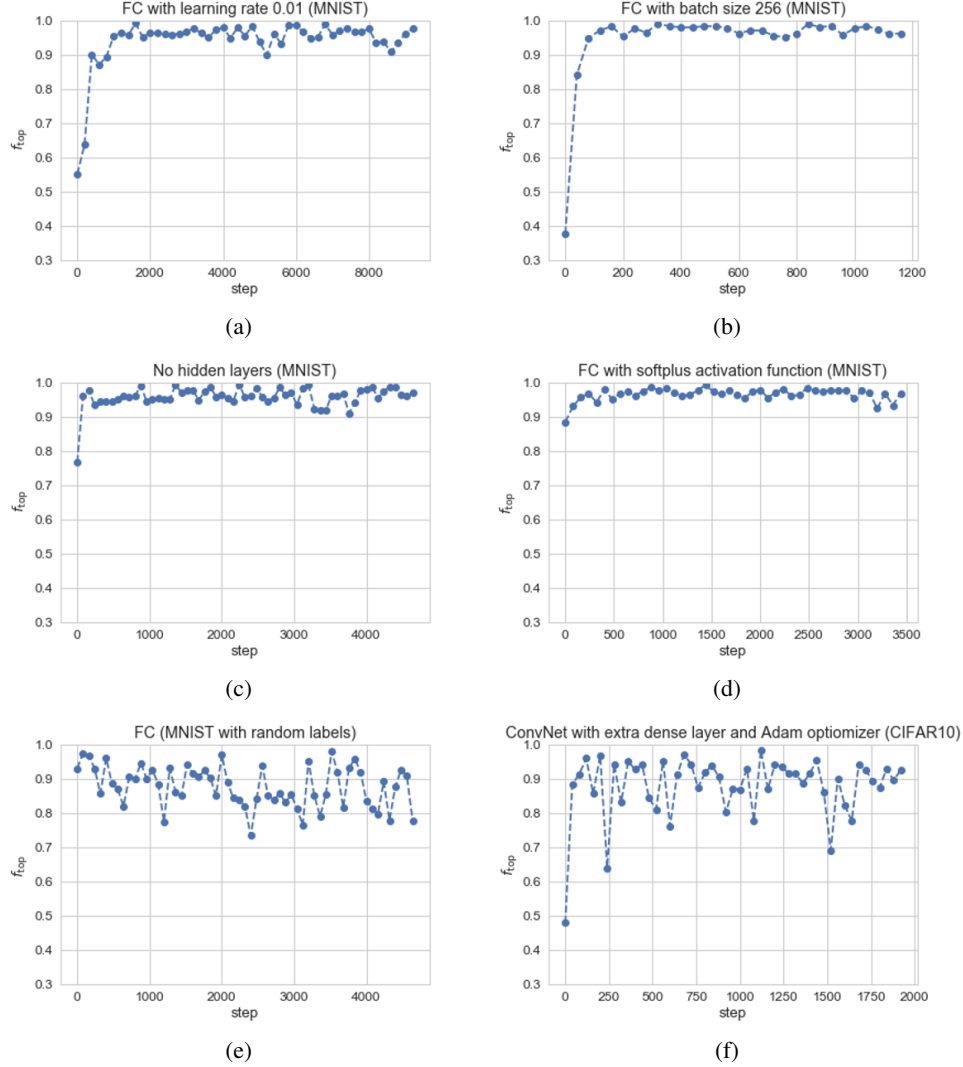 FC with learning rate 0.01 (MNIST)
1.0
0.9
0.8
0.7
0.6
0.5
0.4
0.3
f_top
0 2000 4000 6000 8000
step
(a)
FC with batch size 256 (MNIST)
1.0
0.9
0.8
0.7
0.6
0.5
0.4
0.3
f_top
0 200 400 600 800 1000 1200
step
(b)
No hidden layers (MNIST)
1.0
0.9
0.8
0.7
0.6
0.5
0.4
0.3
f_top
0 1000 2000 3000 4000
step
(c)
FC with softplus activation function (MNIST)
1.0
0.9
0.8
0.7
0.6
0.5
0.4
0.3
f_top
0 500 1000 1500 2000 2500 3000 3500
step
(d)
FC (MNIST with random labels)
1.0
0.9
0.8
0.7
0.6
0.5
0.4
0.3
f_top
0 1000 2000 3000 4000
step
(e)
ConvNet with extra dense layer and Adam optiomizer (CIFAR10)
1.0
0.9
0.8
0.7
0.6
0.5
0.4
0.3
f_top
0 250 500 750 1000 1250 1500 1750 2000
step
(f)